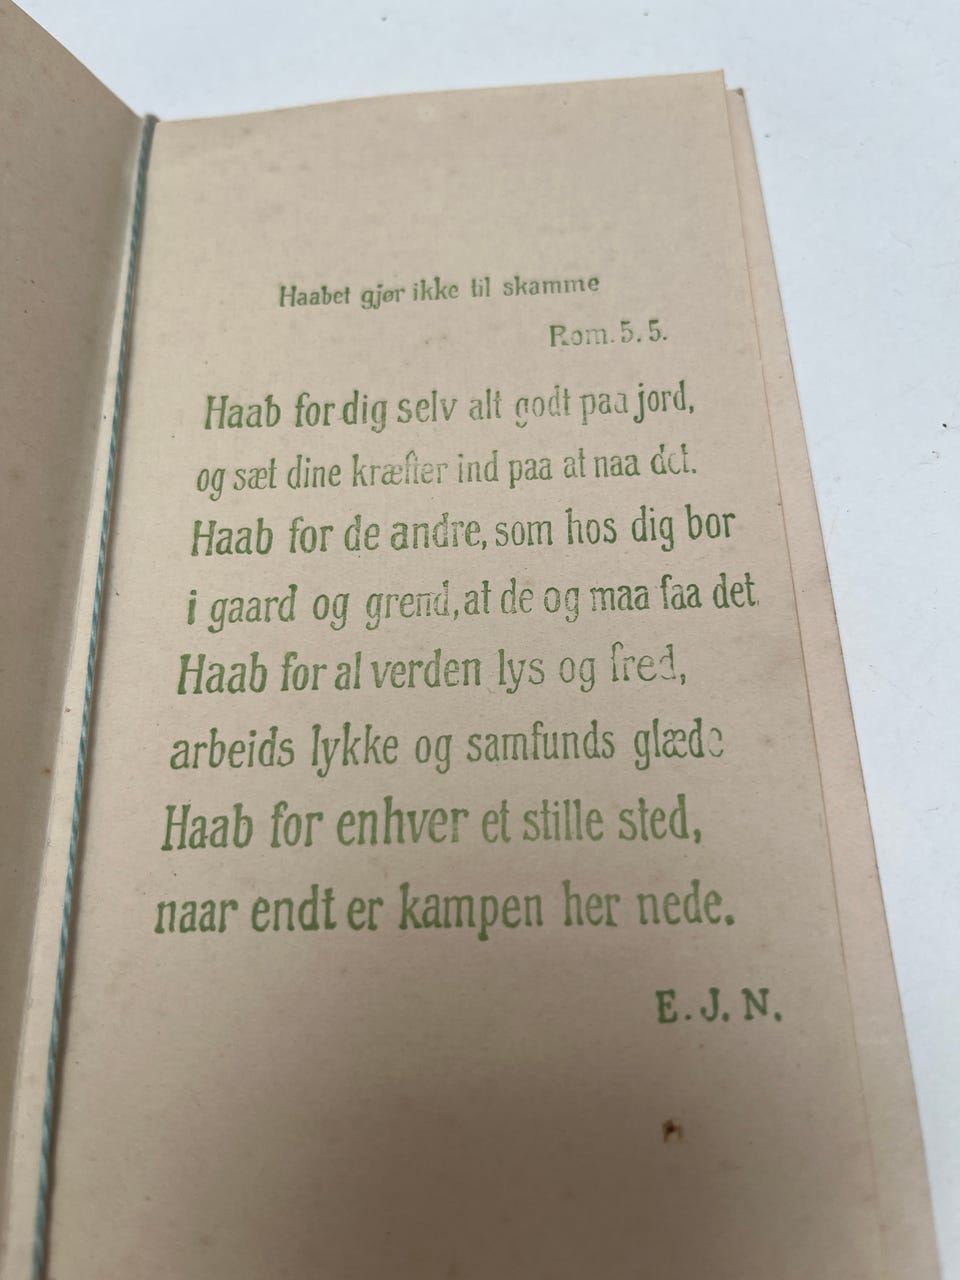 Haabet gjør ikke til skamme
Rom. 5. 5.
Haab for dig selv alt godt paa jord,
og sæt dine kræfter ind paa at naa det.
Haab for de andre, som hos dig bor
i gaard og grend, at de og maa faa det.
Haab for al verden lys og fred,
arbeids lykke og samfunds glæde
Haab for enhver et stille sted,
naar endt er kampen her nede.
E. J. N.